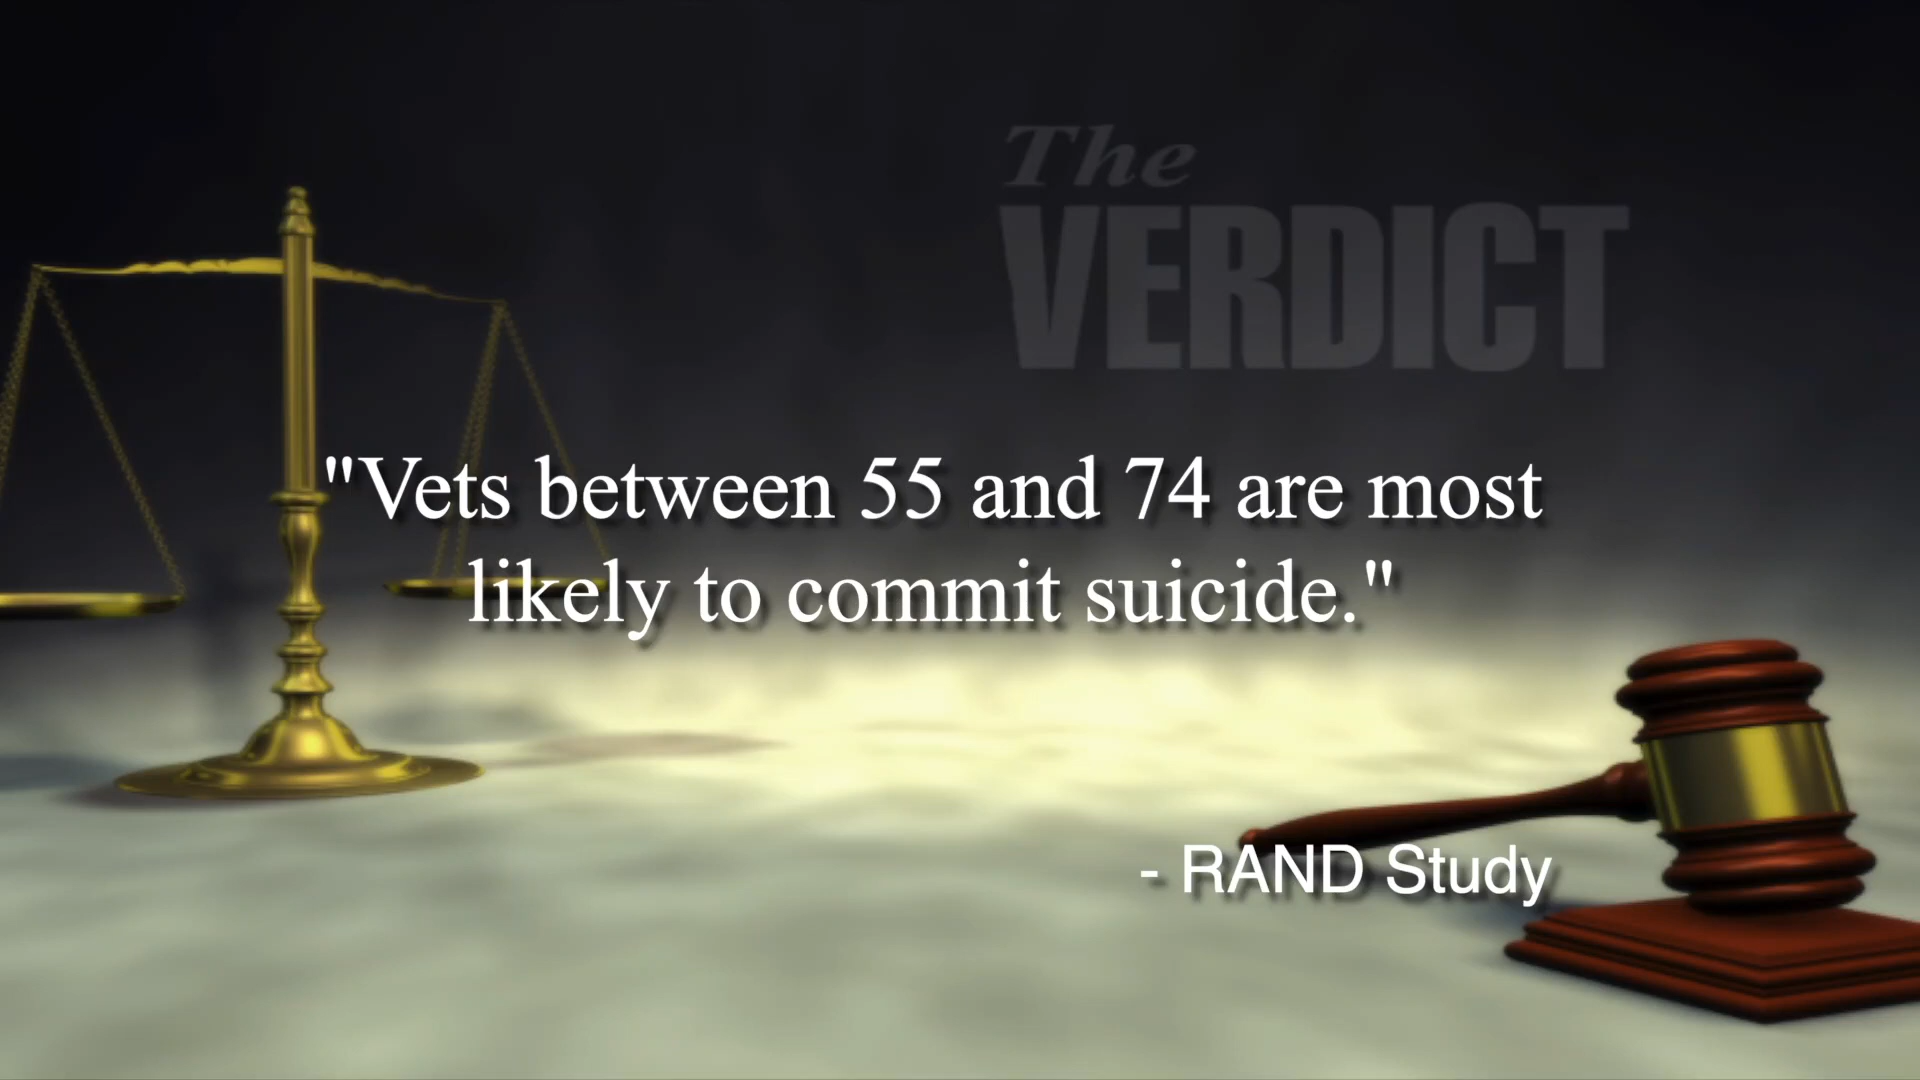 The
VERDICT
"Vets between 55 and 74 are most
likely to commit suicide."
- RAND Study